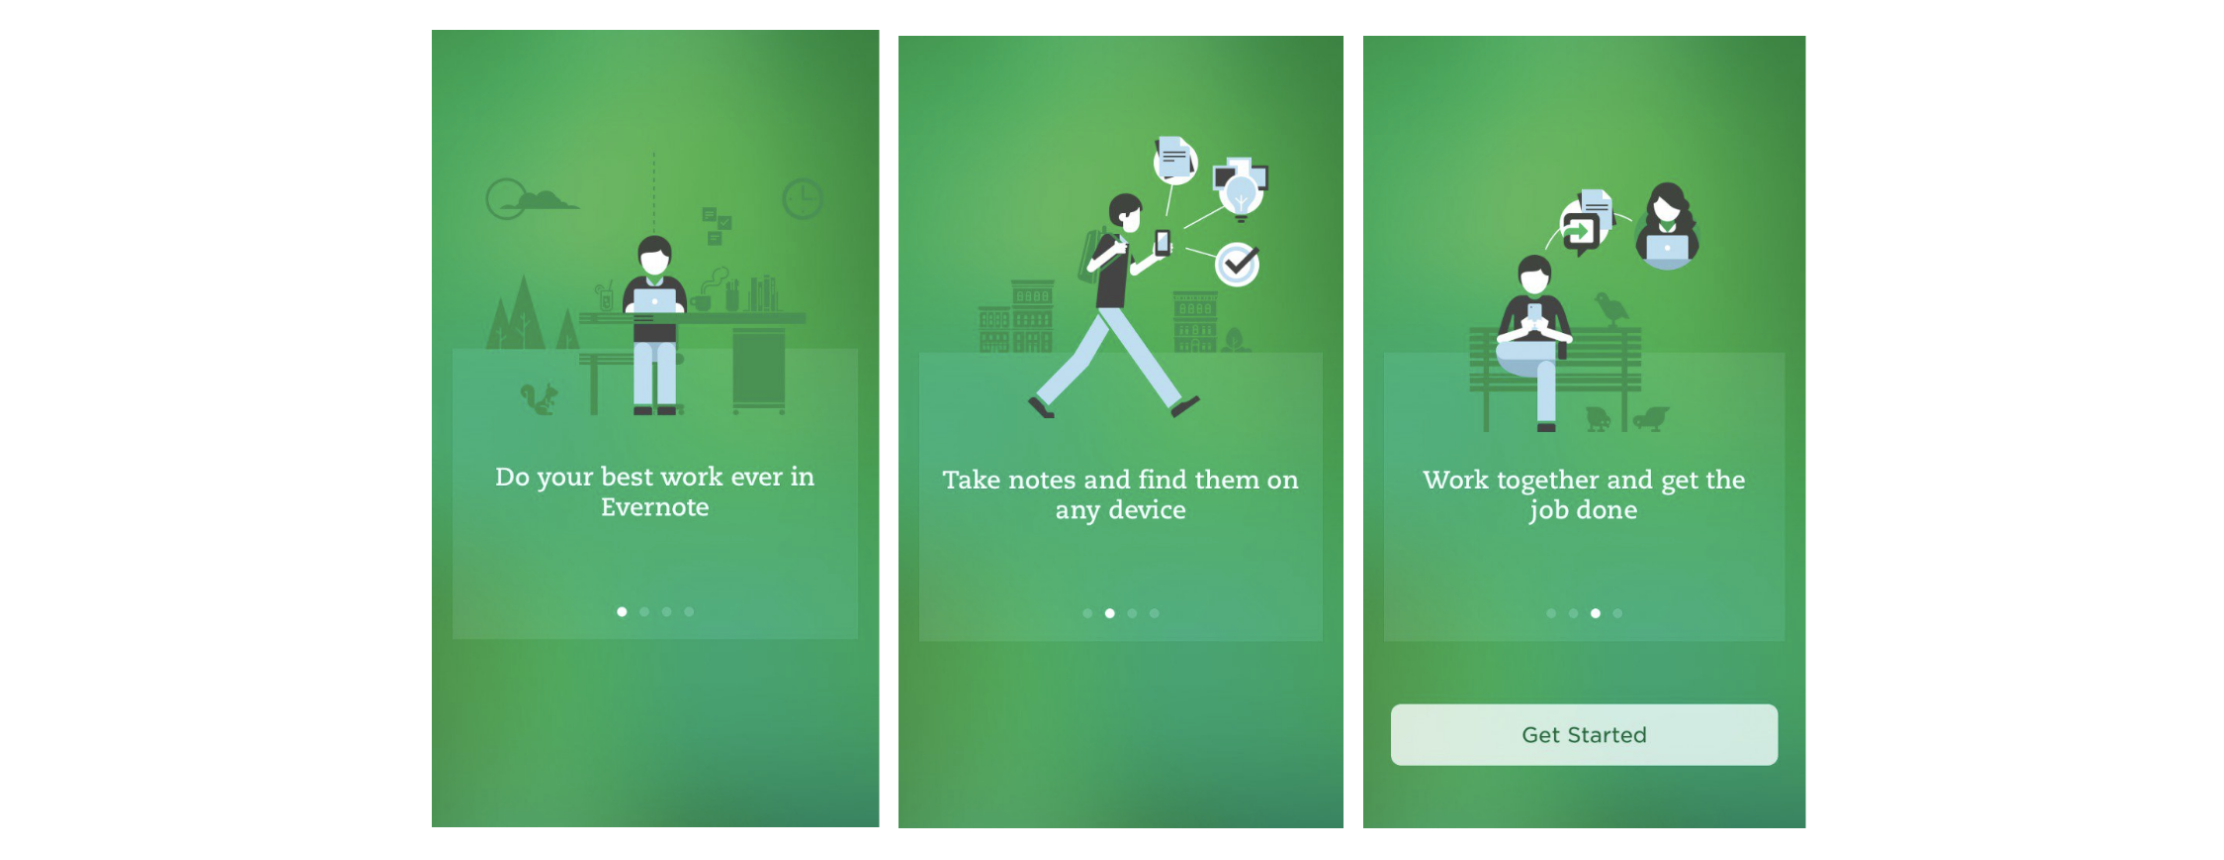 Do your best work ever in
Evernote
Take notes and find them on
any device
Work together and get the
job done
Get Started